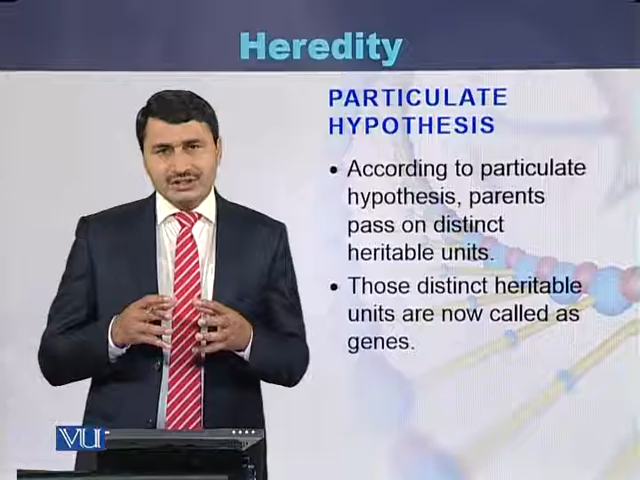 Heredity
PARTICULATE
HYPOTHESIS
• According to particulate
hypothesis, parents
pass on distinct
heritable units.
• Those distinct heritable
units are now called as
genes.
VU